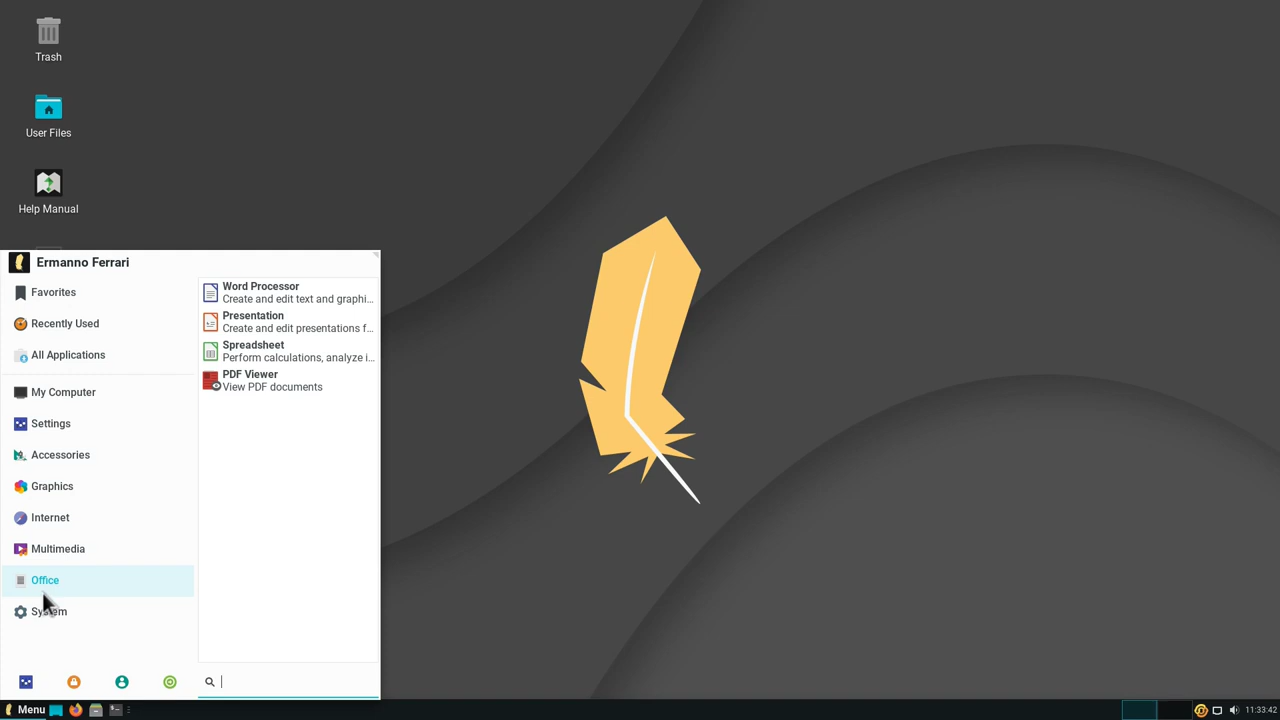 Trash
User Files
Help Manual
Ermanno Ferrari
Favorites
Recently Used
All Applications
My Computer
Settings
Accessories
Graphics
Internet
Multimedia
Office
System
Word Processor
Create and edit text and graphi...
Presentation
Create and edit presentations f...
Spreadsheet
Perform calculations, analyze i...
PDF Viewer
View PDF documents
Menu
11:33:42